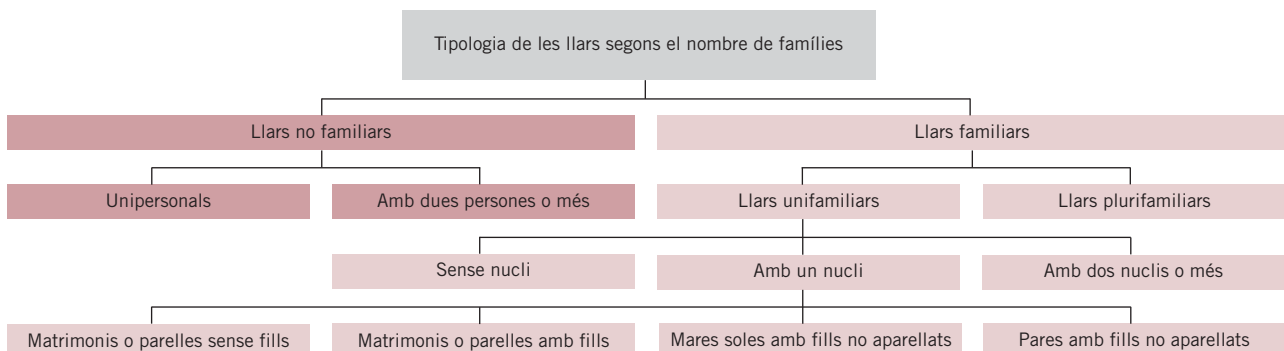 Tipologia de les llars segons el nombre de famílies
Llars no familiars
Llars familiars
Unipersonals
Amb dues persones o més
Llars unifamiliars
Llars plurifamiliars
Sense nucli
Amb un nucli
Amb dos nuclis o més
Matrimonis o parelles sense fills
Matrimonis o parelles amb fills
Mares soles amb fills no aparellats
Pares amb fills no aparellats